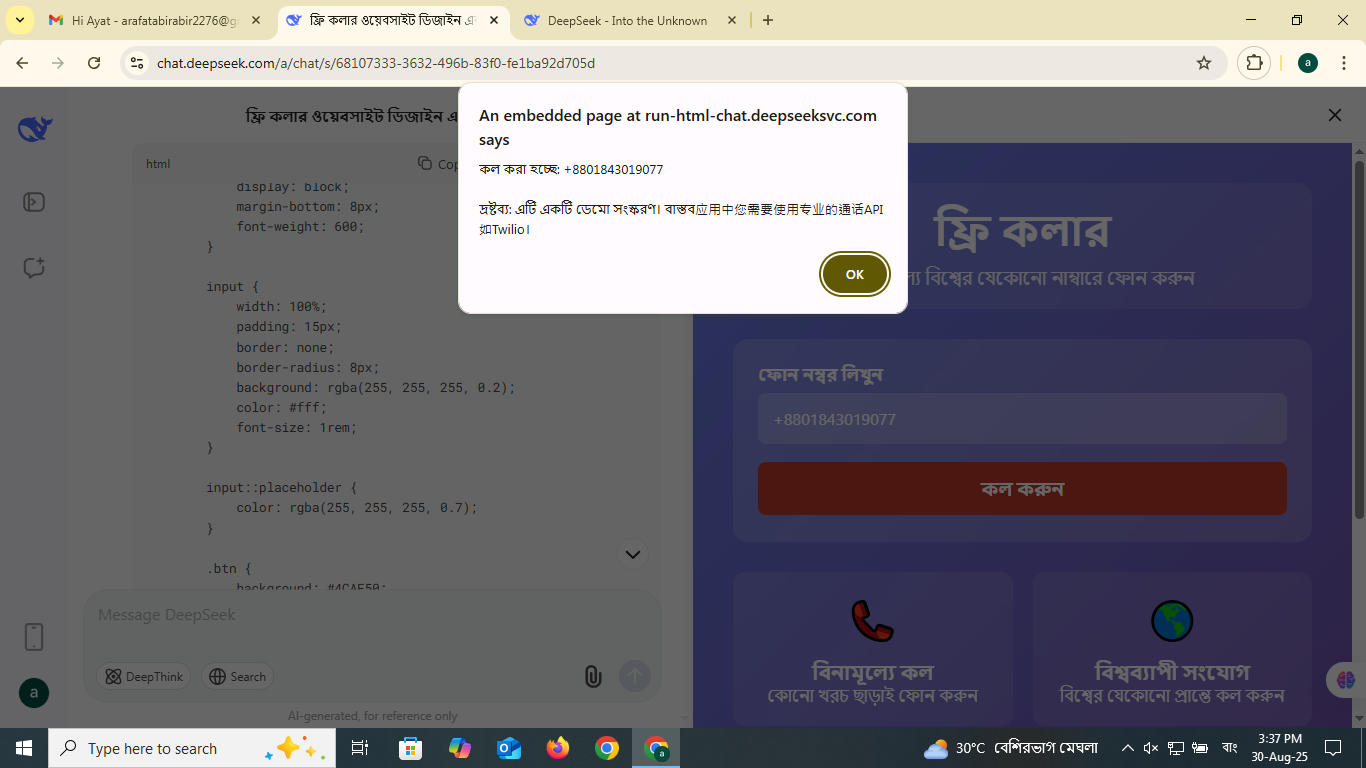 Hi Ayat - arafatabirabir2276@g
ফ্রি কলার ওয়েবসাইট ডিজাইন এ
DeepSeek - Into the Unknown
chat.deepseek.com/a/chat/s/68107333-3632-496b-83f0-fe1ba92d705d
a
An embedded page at run-html-chat.deepseeksvc.com
says
কল করা হচ্ছে: +8801843019077
দ্রষ্টব্য: এটি একটি ডেমো সংস্করণ। বাস্তব应用中您需要使用专业的通话API
如Twilio।
OK
ফ্রি কলার ওয়েবসাইট ডিজাইন এ
html
Cop
display: block;
margin-bottom: 8px;
font-weight: 600;
}
input {
width: 100%;
padding: 15px;
border: none;
border-radius: 8px;
background: rgba(255, 255, 255, 0.2);
color: #fff;
font-size: 1rem;
}
input::placeholder {
color: rgba(255, 255, 255, 0.7);
}
.btn {
background: #4CAF50;
Message DeepSeek
DeepThink
Search
AI-generated, for reference only
a
ফ্রি কলার
বিশ্বের যেকোনো নাম্বারে ফোন করুন
ফোন নম্বর লিখুন
+8801843019077
কল করুন
বিনামূল্যে কল
কোনো খরচ ছাড়াই ফোন করুন
বিশ্বব্যাপী সংযোগ
বিশ্বের যেকোনো প্রান্তে কল করুন
Type here to search
30°C বেশিরভাগ মেঘলা
বাং
3:37 PM
30-Aug-25